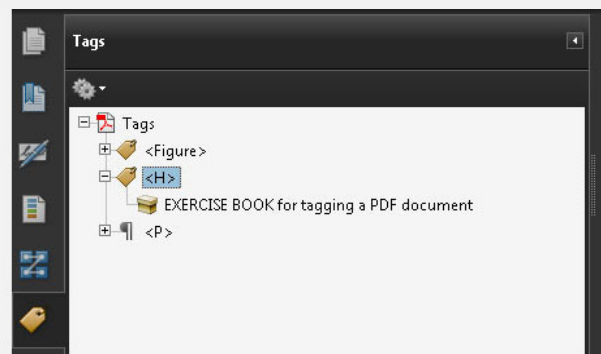 Tags
Tags
<Figure>
<H>
EXERCISE BOOK for tagging a PDF document
<P>